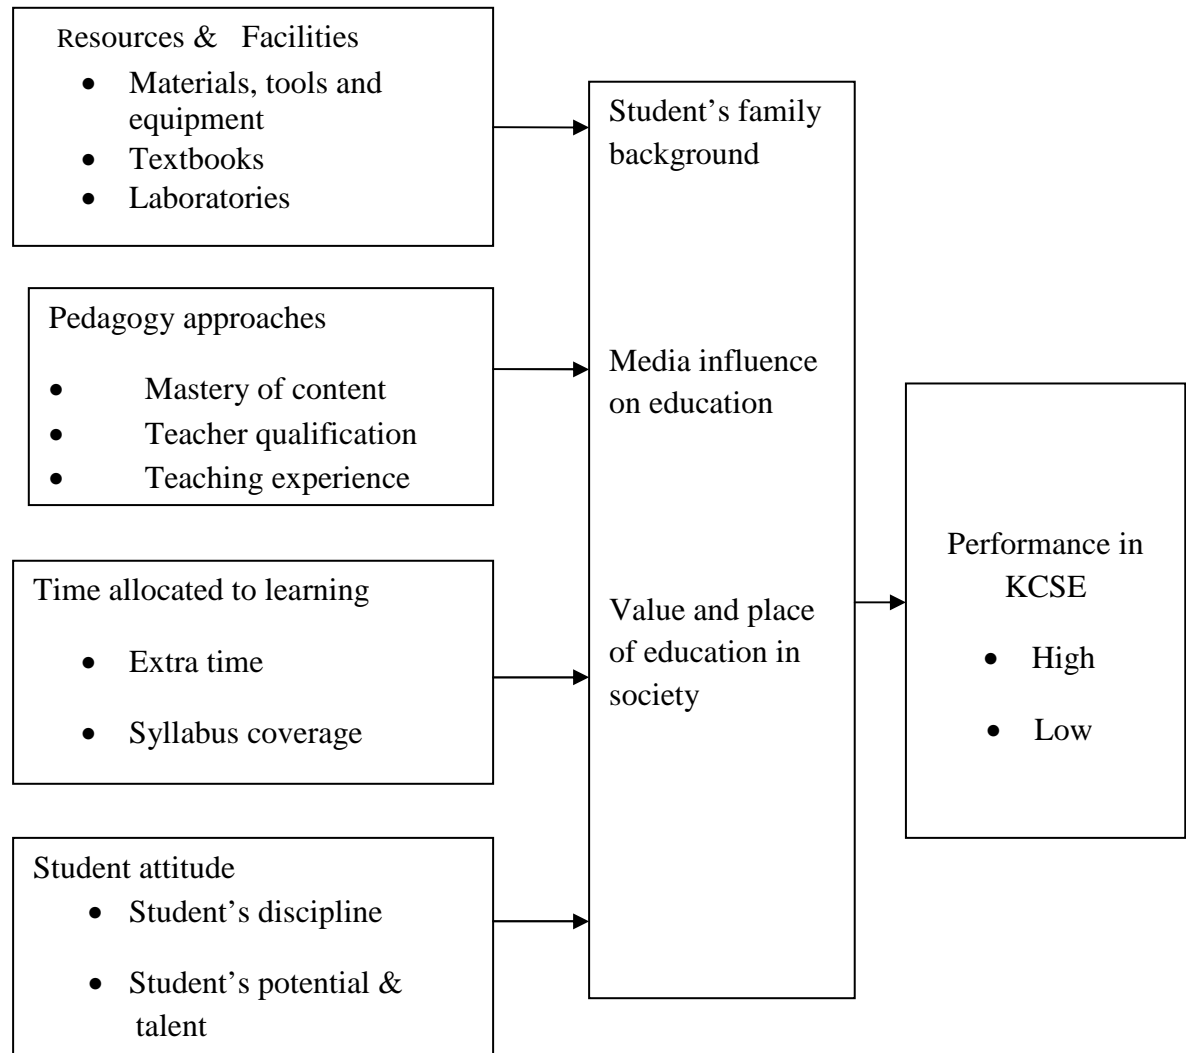 Resources & Facilities
• Materials, tools and
equipment
• Textbooks
• Laboratories
Pedagogy approaches
• Mastery of content
• Teacher qualification
• Teaching experience
Time allocated to learning
• Extra time
• Syllabus coverage
Student attitude
• Student’s discipline
• Student’s potential &
talent
Student’s family
background
Media influence
on education
Value and place
of education in
society
Performance in
KCSE
• High
• Low